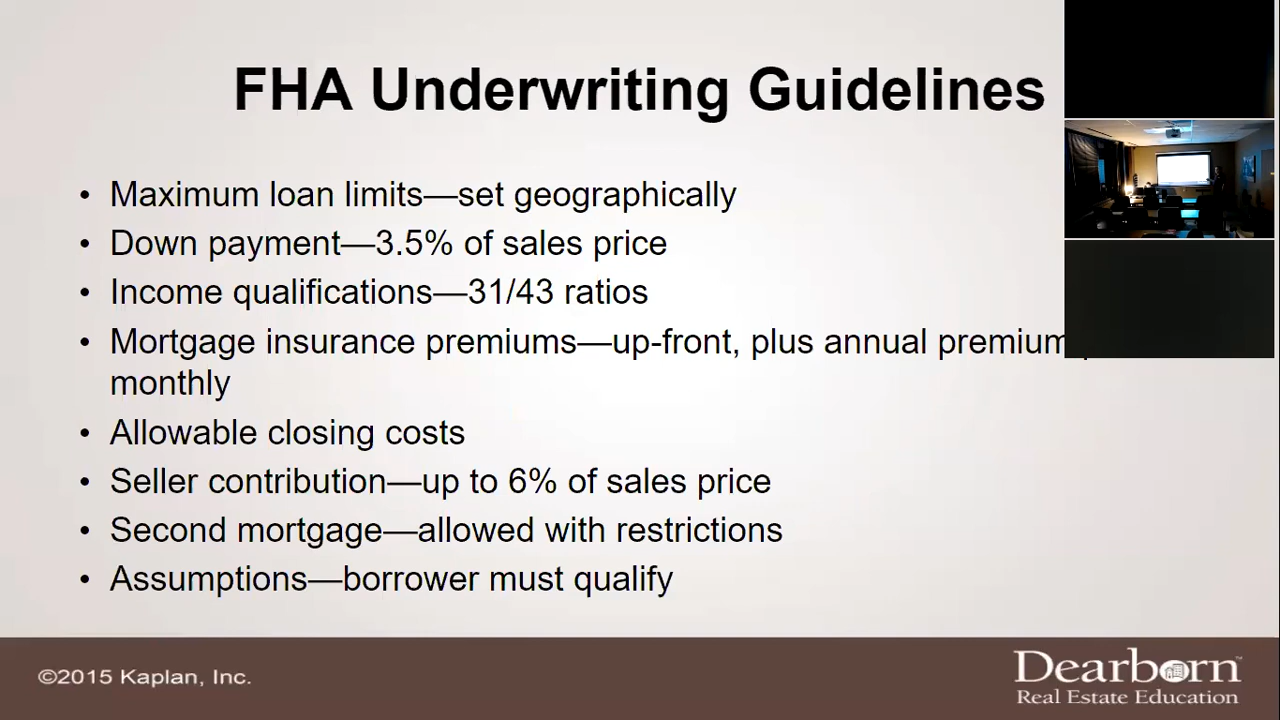 FHA Underwriting Guidelines
• Maximum loan limits—set geographically
• Down payment—3.5% of sales price
• Income qualifications—31/43 ratios
• Mortgage insurance premiums—up-front, plus annual premium
monthly
• Allowable closing costs
• Seller contribution—up to 6% of sales price
• Second mortgage—allowed with restrictions
• Assumptions—borrower must qualify
©2015 Kaplan, Inc.
Dearborn™
Real Estate Education